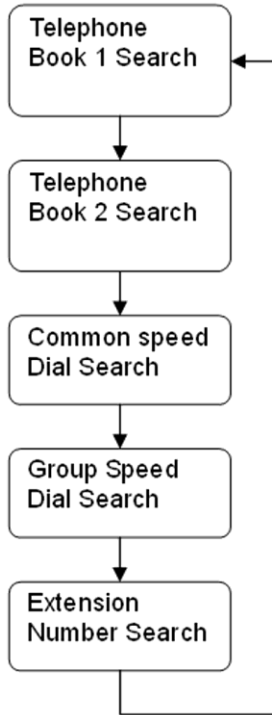 Telephone
Book 1 Search
Telephone
Book 2 Search
Common speed
Dial Search
Group Speed
Dial Search
Extension
Number Search